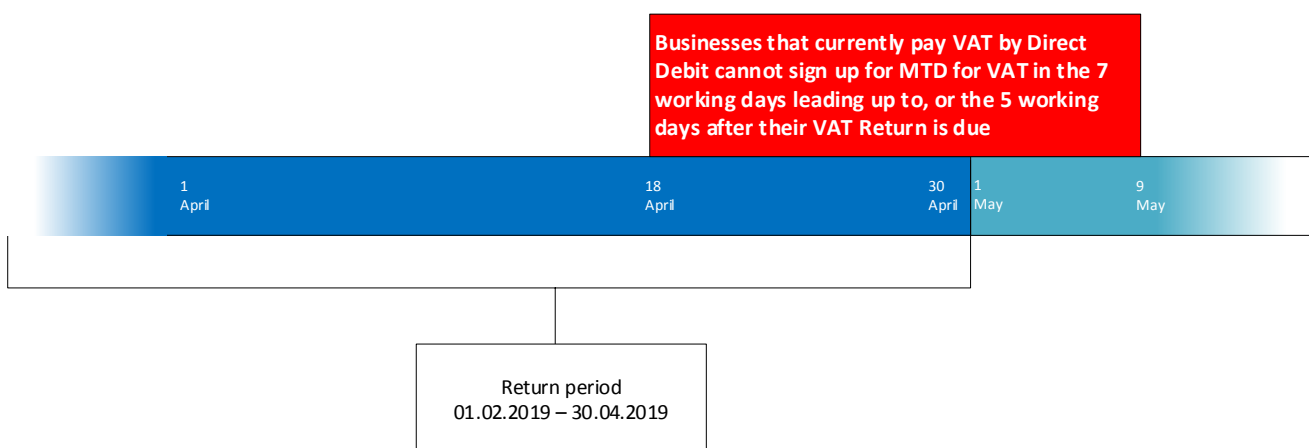 Businesses that currently pay VAT by Direct
Debit cannot sign up for MTD for VAT in the 7
working days leading up to, or the 5 working
days after their VAT Return is due
1
April
18
April
30
April
1
May
9
May
Return period
01.02.2019 – 30.04.2019